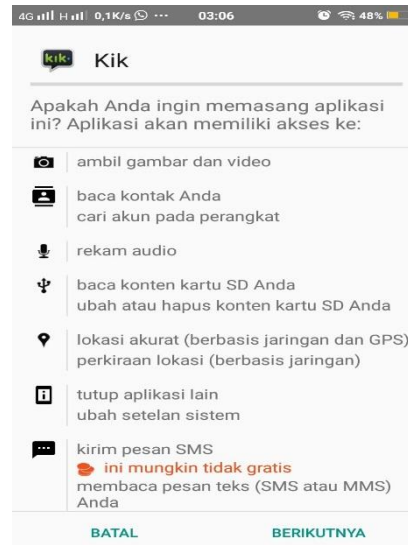 4G H 0,1K/s ··· 03:06 48%
kik·
Kik
Apakah Anda ingin memasang aplikasi
ini? Aplikasi akan memiliki akses ke:
ambil gambar dan video
baca kontak Anda
cari akun pada perangkat
rekam audio
baca konten kartu SD Anda
ubah atau hapus konten kartu SD Anda
lokasi akurat (berbasis jaringan dan GPS)
perkiraan lokasi (berbasis jaringan)
tutup aplikasi lain
ubah setelan sistem
kirim pesan SMS
ini mungkin tidak gratis
membaca pesan teks (SMS atau MMS)
Anda
BATAL BERIKUTNYA